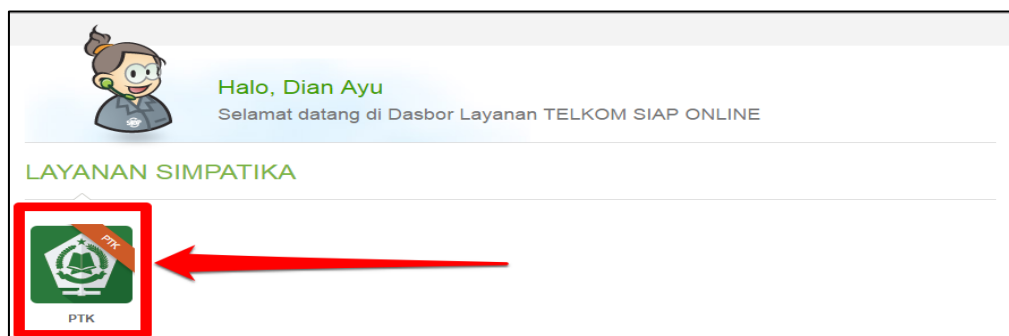 Halo, Dian Ayu
Selamat datang di Dasbor Layanan TELKOM SIAP ONLINE
LAYANAN SIMPATIKA
PTK
PTK